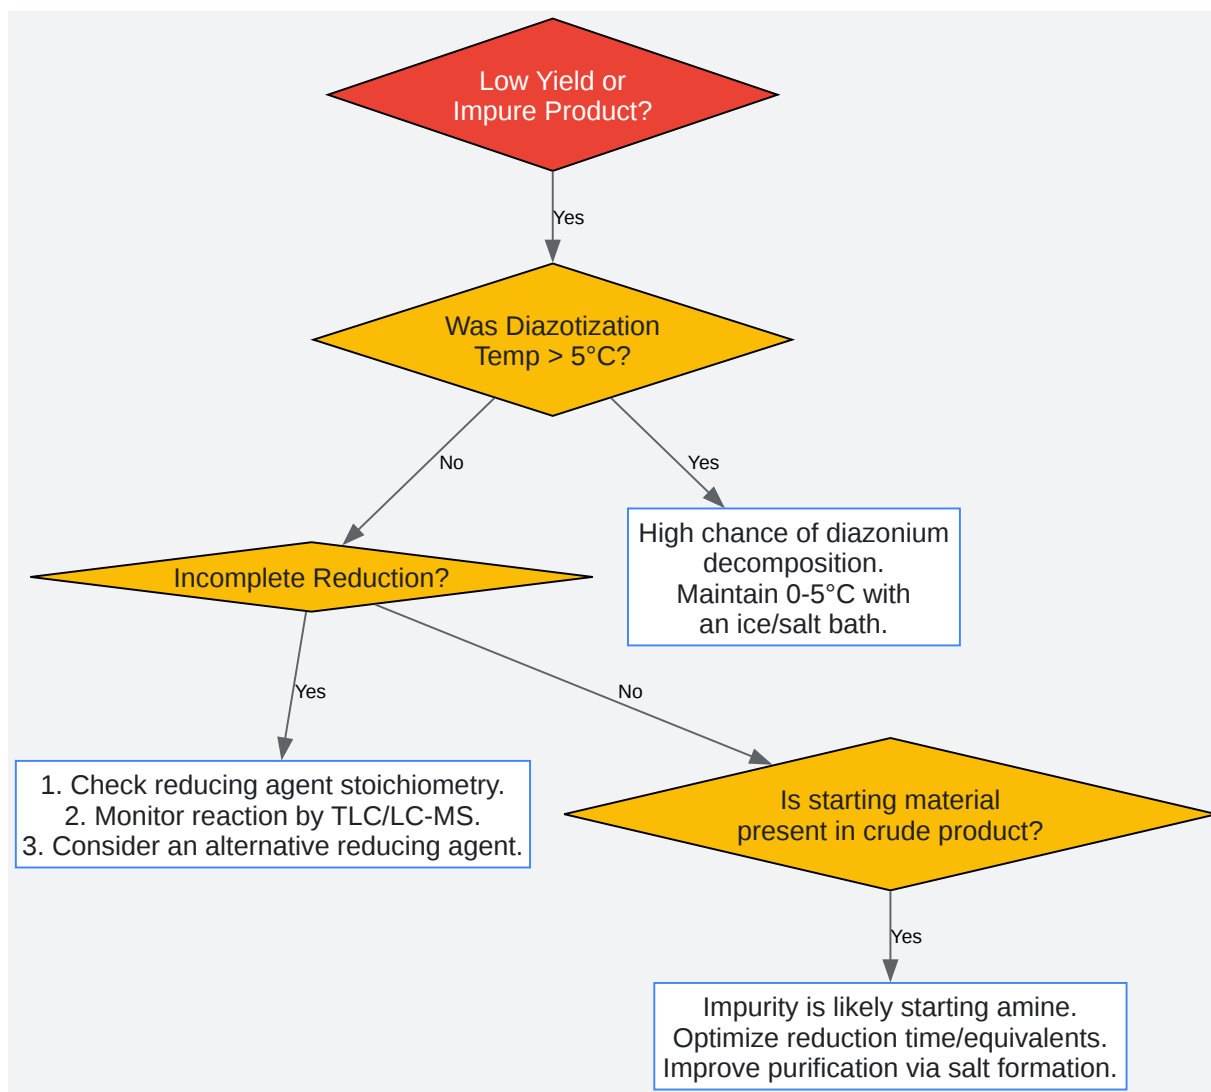 Low Yield or
Impure Product?
Yes
Was Diazotization
Temp > 5°C?
No
Yes
High chance of diazonium
decomposition.
Maintain 0-5°C with
an ice/salt bath.
Incomplete Reduction?
Yes
No
1. Check reducing agent stoichiometry.
2. Monitor reaction by TLC/LC-MS.
3. Consider an alternative reducing agent.
Is starting material
present in crude product?
Yes
Impurity is likely starting amine.
Optimize reduction time/equivalents.
Improve purification via salt formation.